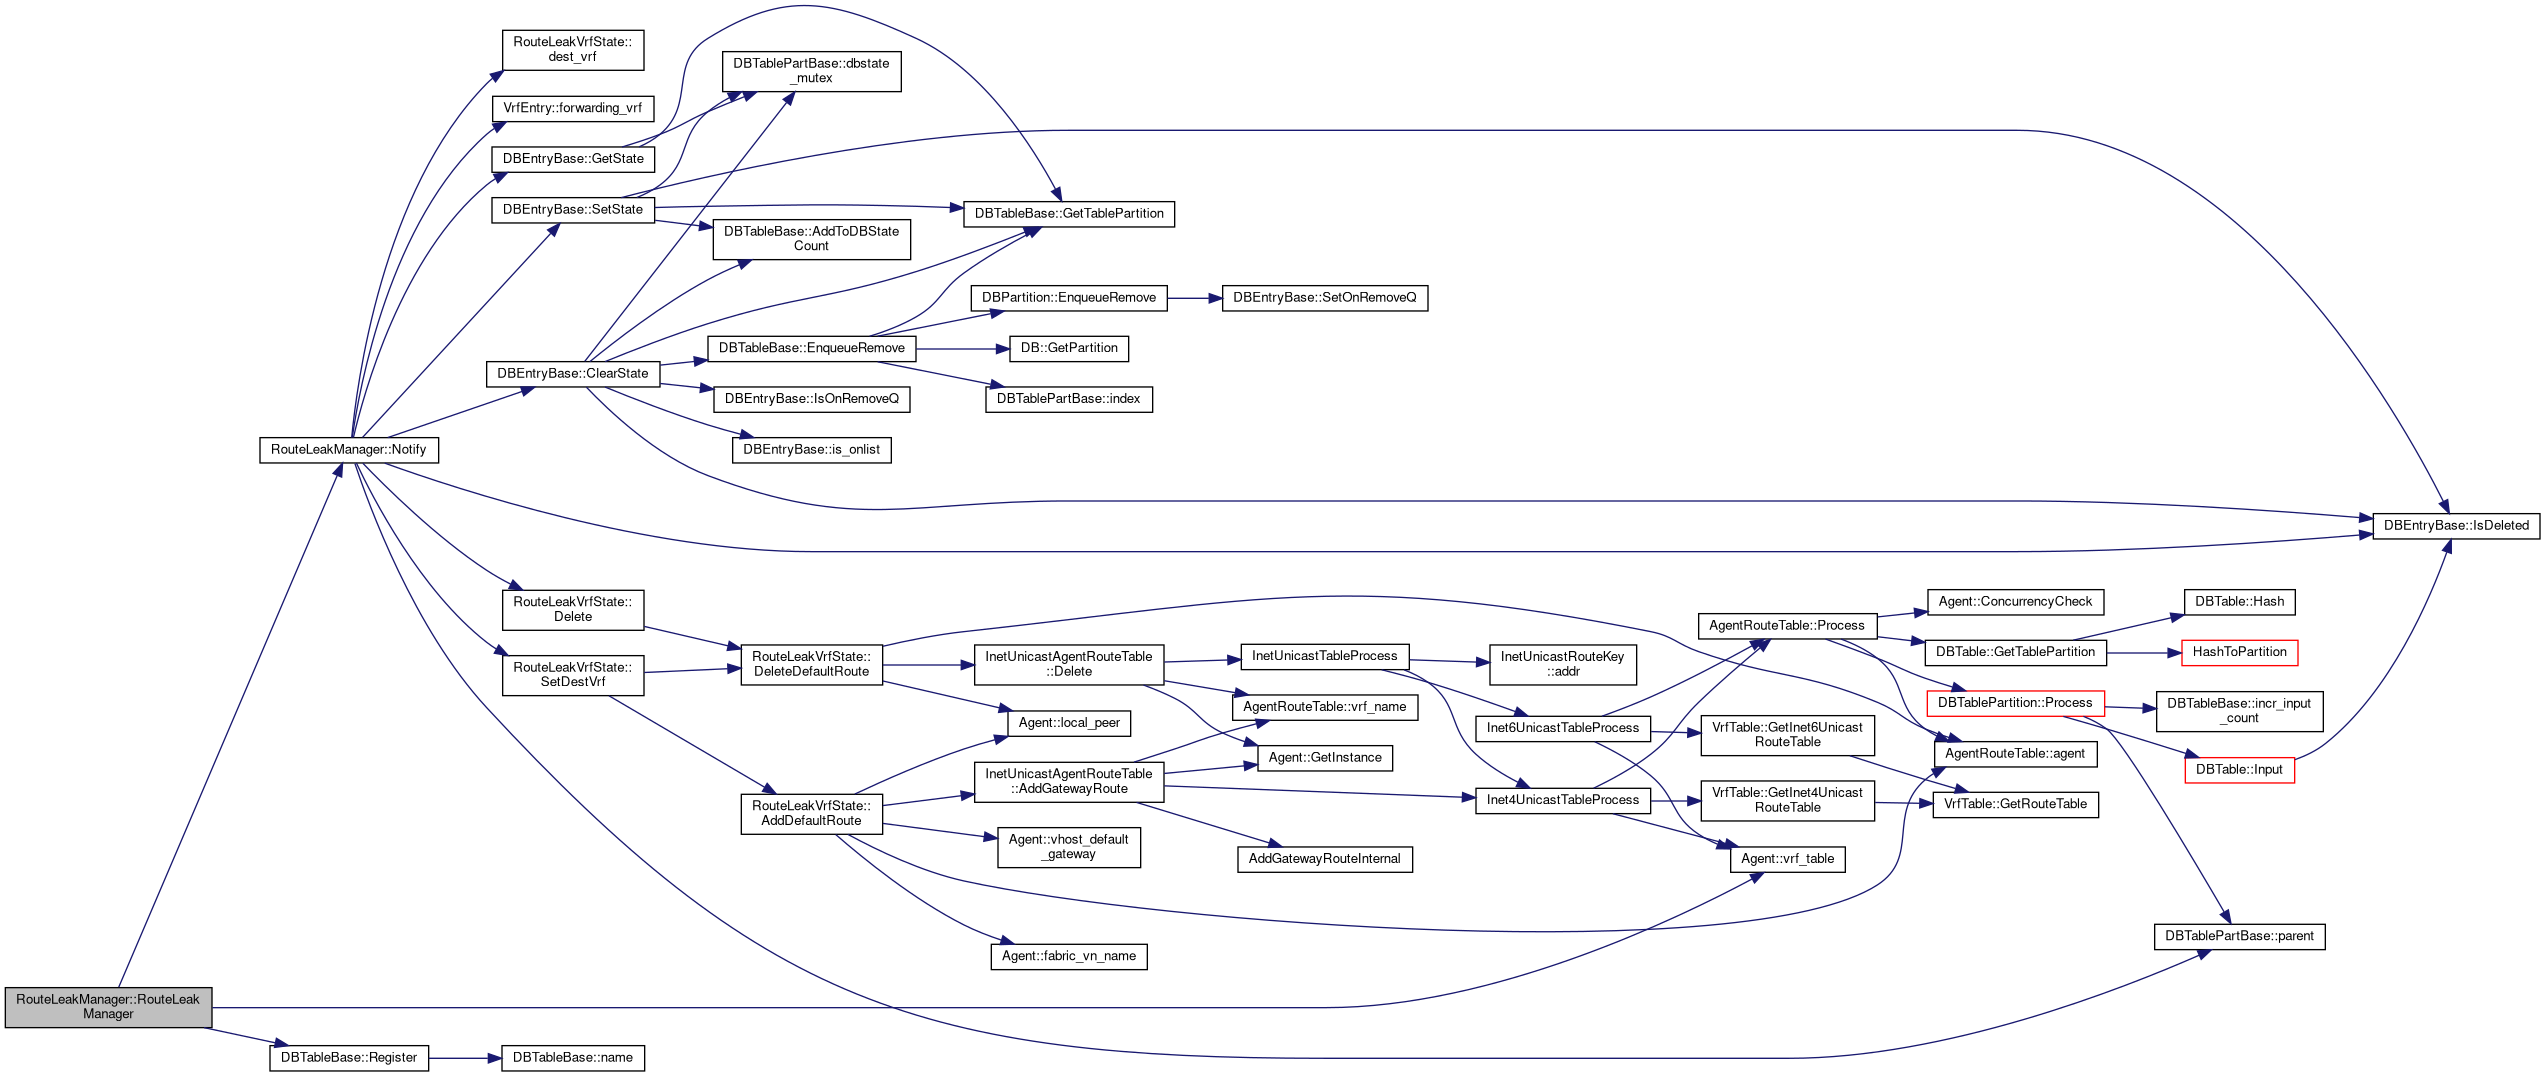 RouteLeakManager::RouteLeak
Manager
RouteLeakManager::Notify
DBTableBase::Register
DBTableBase::name
RouteLeakVrfState::
dest_vrf
VrfEntry::forwarding_vrf
DBEntryBase::GetState
DBEntryBase::SetState
DBEntryBase::ClearState
RouteLeakVrfState::
Delete
RouteLeakVrfState::
SetDestVrf
DBTablePartBase::dbstate
_mutex
DBTableBase::AddToDBState
Count
DBTableBase::EnqueueRemove
DBEntryBase::IsOnRemoveQ
DBEntryBase::is_onlist
RouteLeakVrfState::
DeleteDefaultRoute
RouteLeakVrfState::
AddDefaultRoute
DBTableBase::GetTablePartition
DBPartition::EnqueueRemove
DB::GetPartition
DBTablePartBase::index
DBEntryBase::SetOnRemoveQ
InetUnicastAgentRouteTable
::Delete
Agent::local_peer
InetUnicastAgentRouteTable
::AddGatewayRoute
Agent::vhost_default
_gateway
Agent::fabric_vn_name
InetUnicastTableProcess
AgentRouteTable::vrf_name
Agent::GetInstance
AddGatewayRouteInternal
InetUnicastRouteKey
::addr
Inet6UnicastTableProcess
Inet4UnicastTableProcess
AgentRouteTable::Process
VrfTable::GetInet6Unicast
RouteTable
VrfTable::GetInet4Unicast
RouteTable
Agent::vrf_table
Agent::ConcurrencyCheck
DBTable::GetTablePartition
DBTablePartition::Process
AgentRouteTable::agent
VrfTable::GetRouteTable
DBTable::Hash
HashToPartition
DBTableBase::incr_input
_count
DBTable::Input
DBTablePartBase::parent
DBEntryBase::IsDeleted